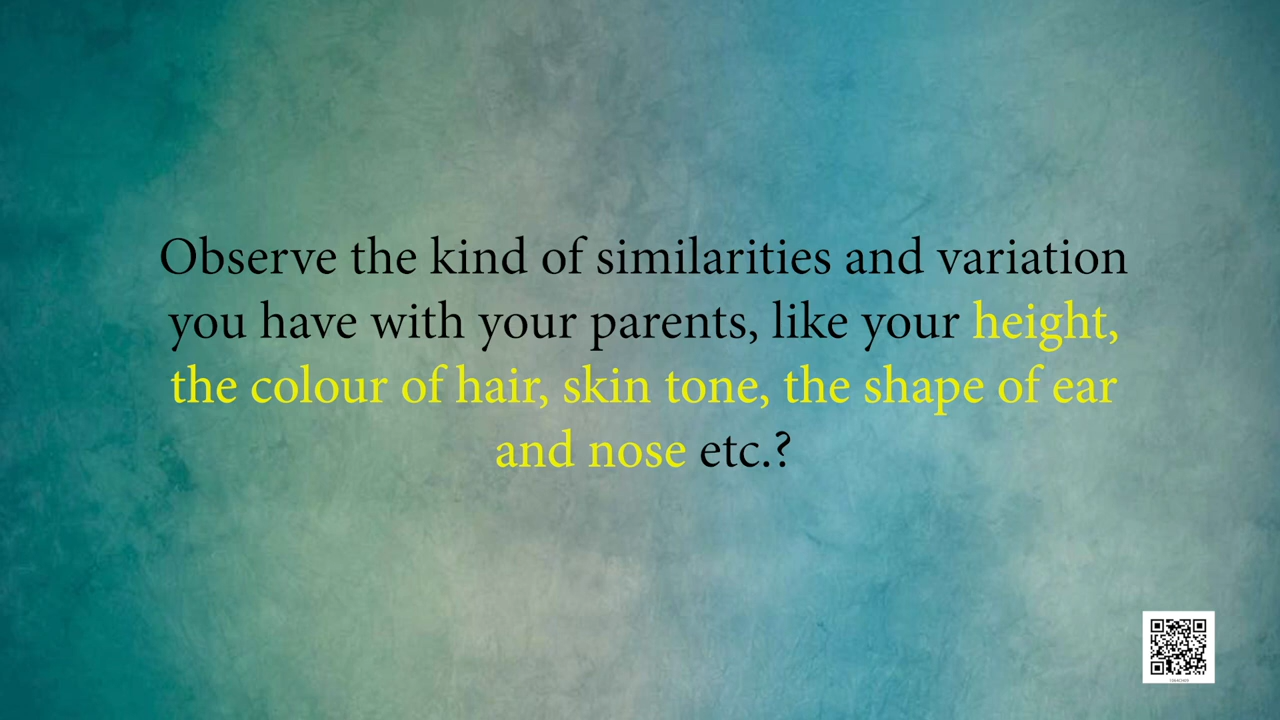 Observe the kind of similarities and variation
you have with your parents, like your height,
the colour of hair, skin tone, the shape of ear
and nose etc.?